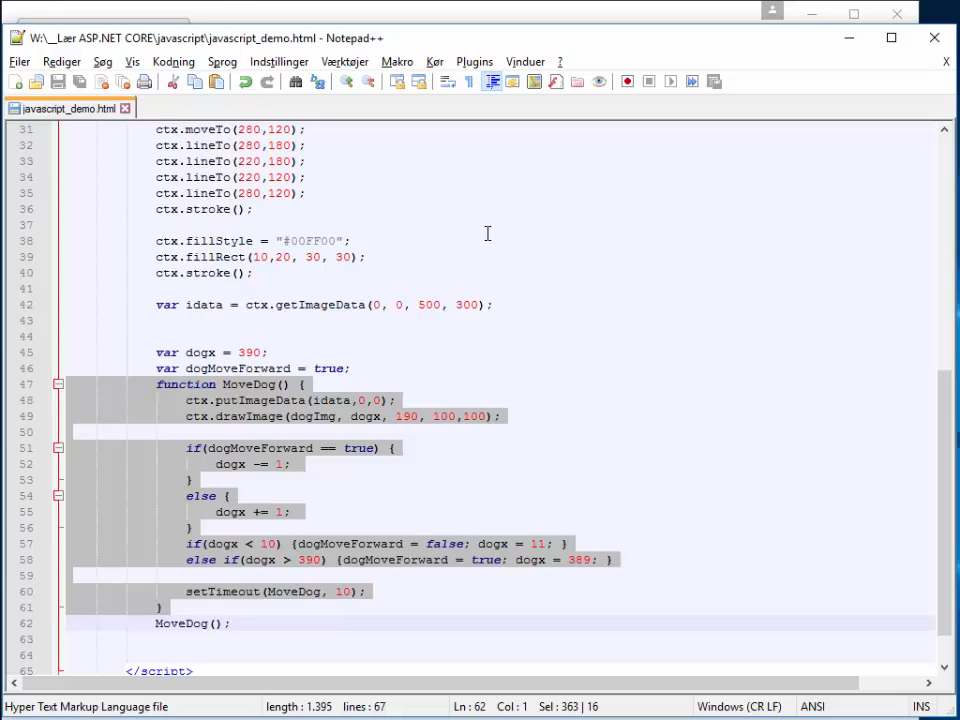 W:\__Lær ASP.NET CORE\javascript\javascript_demo.html - Notepad++
Filer Rediger Søg Vis Kodning Sprog Indstillinger Værktøjer Makro Kør Plugins Vinduer ? X
javascript_demo.html
31 ctx.moveTo(280,120);
32 ctx.lineTo(280,180);
33 ctx.lineTo(220,180);
34 ctx.lineTo(220,120);
35 ctx.lineTo(280,120);
36 ctx.stroke();
37
38 ctx.fillStyle = "#00FF00";
39 ctx.fillRect(10,20, 30, 30);
40 ctx.stroke();
41
42 var idata = ctx.getImageData(0, 0, 500, 300);
43
44
45 var dogx = 390;
46 var dogMoveForward = true;
47 function MoveDog() {
48 ctx.putImageData(idata,0,0);
49 ctx.drawImage(dogImg, dogx, 190, 100,100);
50
51 if(dogMoveForward == true) {
52 dogx -= 1;
53 }
54 else {
55 dogx += 1;
56 }
57 if(dogx < 10) {dogMoveForward = false; dogx = 11; }
58 else if(dogx > 390) {dogMoveForward = true; dogx = 389; }
59
60 setTimeout(MoveDog, 10);
61 }
62 MoveDog();
63
64
65 </script>
Hyper Text Markup Language file length : 1.395 lines : 67 Ln : 62 Col : 1 Sel : 363 | 16 Windows (CR LF) ANSI INS